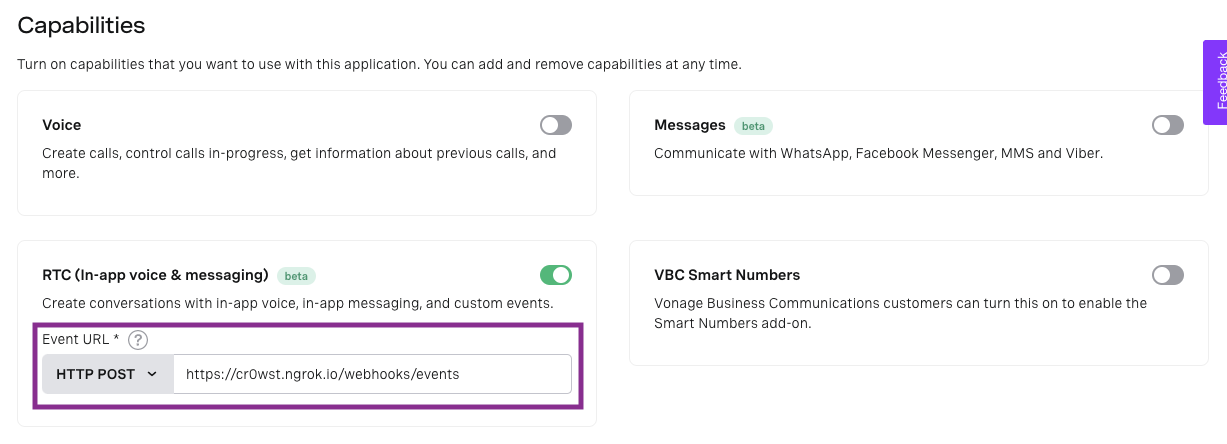 Capabilities
Turn on capabilities that you want to use with this application. You can add and remove capabilities at any time.
Feedback
Voice
Create calls, control calls in-progress, get information about previous calls, and
more.
Messages beta
Communicate with WhatsApp, Facebook Messenger, MMS and Viber.
RTC (In-app voice & messaging) beta
Create conversations with in-app voice, in-app messaging, and custom events.
Event URL * ?
HTTP POST https://cr0wst.ngrok.io/webhooks/events
VBC Smart Numbers
Vonage Business Communications customers can turn this on to enable the
Smart Numbers add-on.